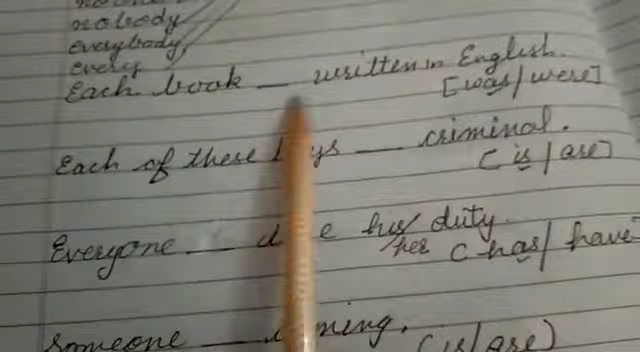 nobody
everybody,
every
Each book __ written in English.
[was/were]
Each of these __ criminal.
[is/are]
Everyone __ his/her duty.
[has/have
Someone __
(is/are)